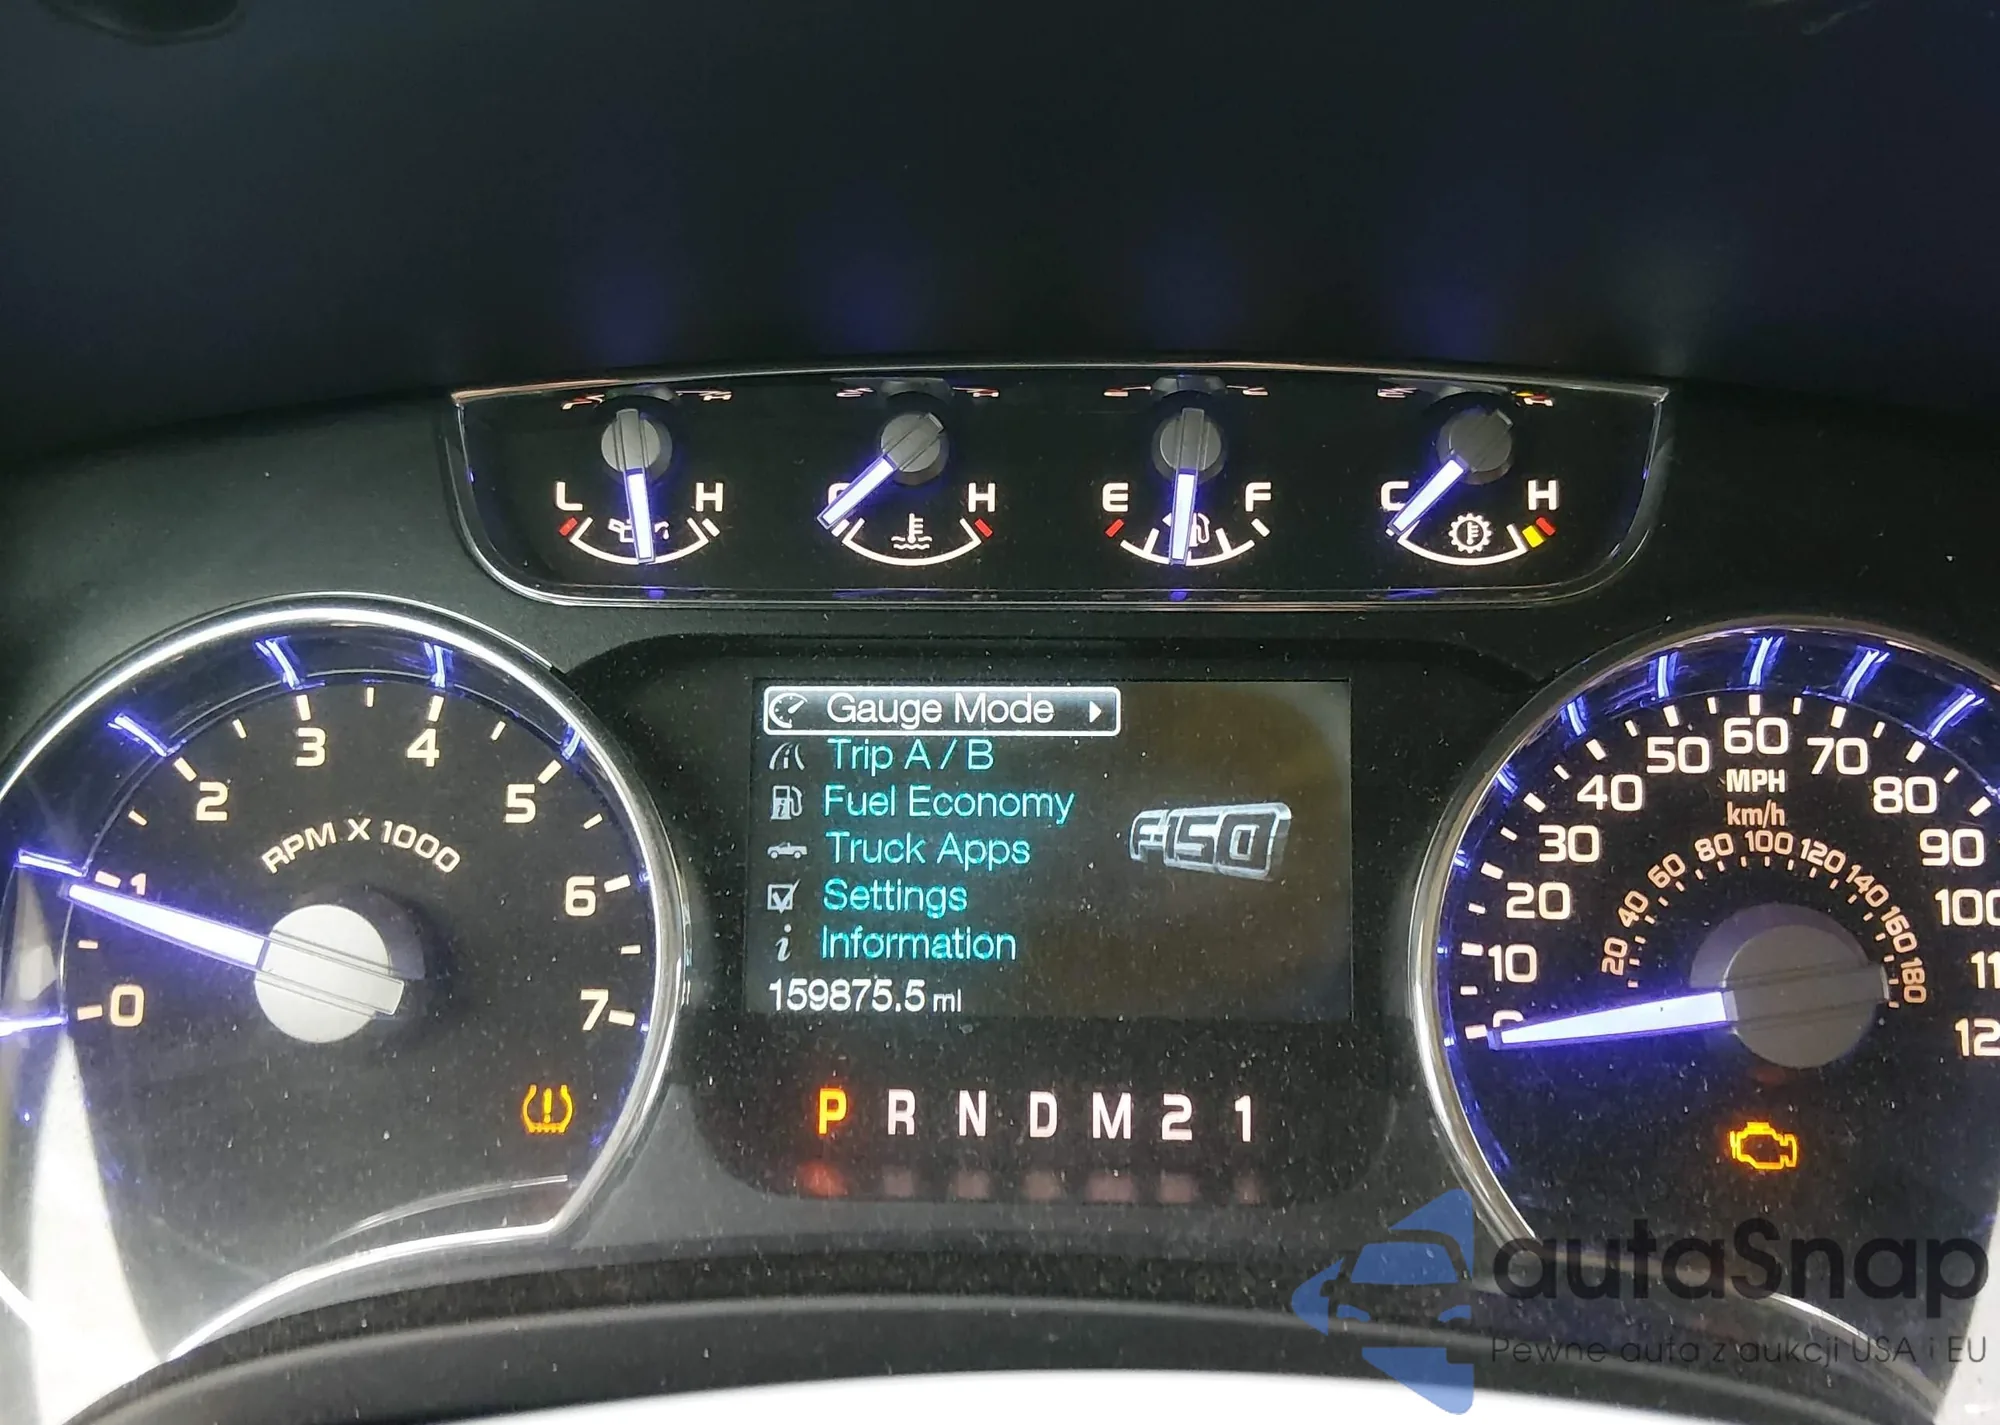 L H
C H
E F
C H
0 1 2 3 4 5 6 7
RPM X 1000
Gauge Mode
Trip A / B
Fuel Economy
Truck Apps
Settings
i Information
F-150
159875.5 mi
P R N D M 2 1
0 10 20 30 40 50 60 70 80 90 100
MPH
km/h
20 40 60 80 100 120 140 160 180
autaSnap
Pewne auta z aukcji USA i EU